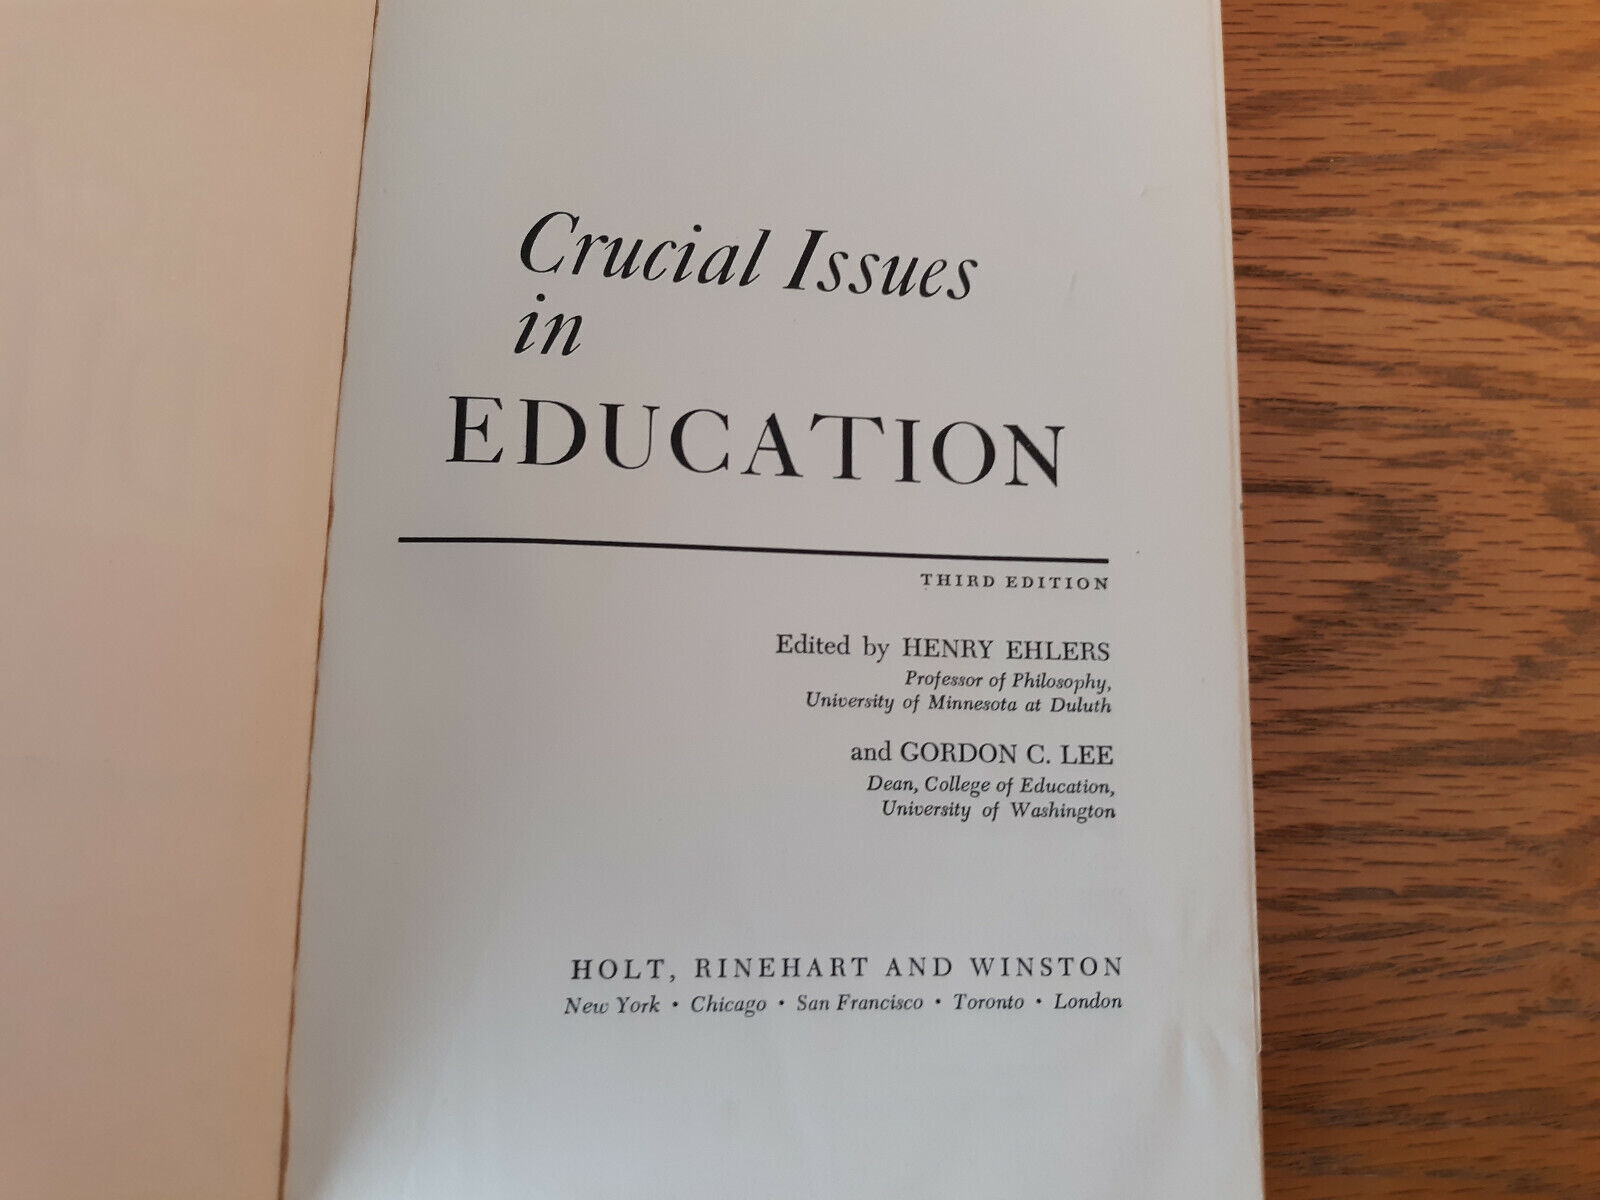 Crucial Issues
in
EDUCATION
THIRD EDITION
Edited by HENRY EHLERS
Professor of Philosophy,
University of Minnesota at Duluth
and GORDON C. LEE
Dean, College of Education,
University of Washington
HOLT, RINEHART AND WINSTON
New York • Chicago • San Francisco • Toronto • London